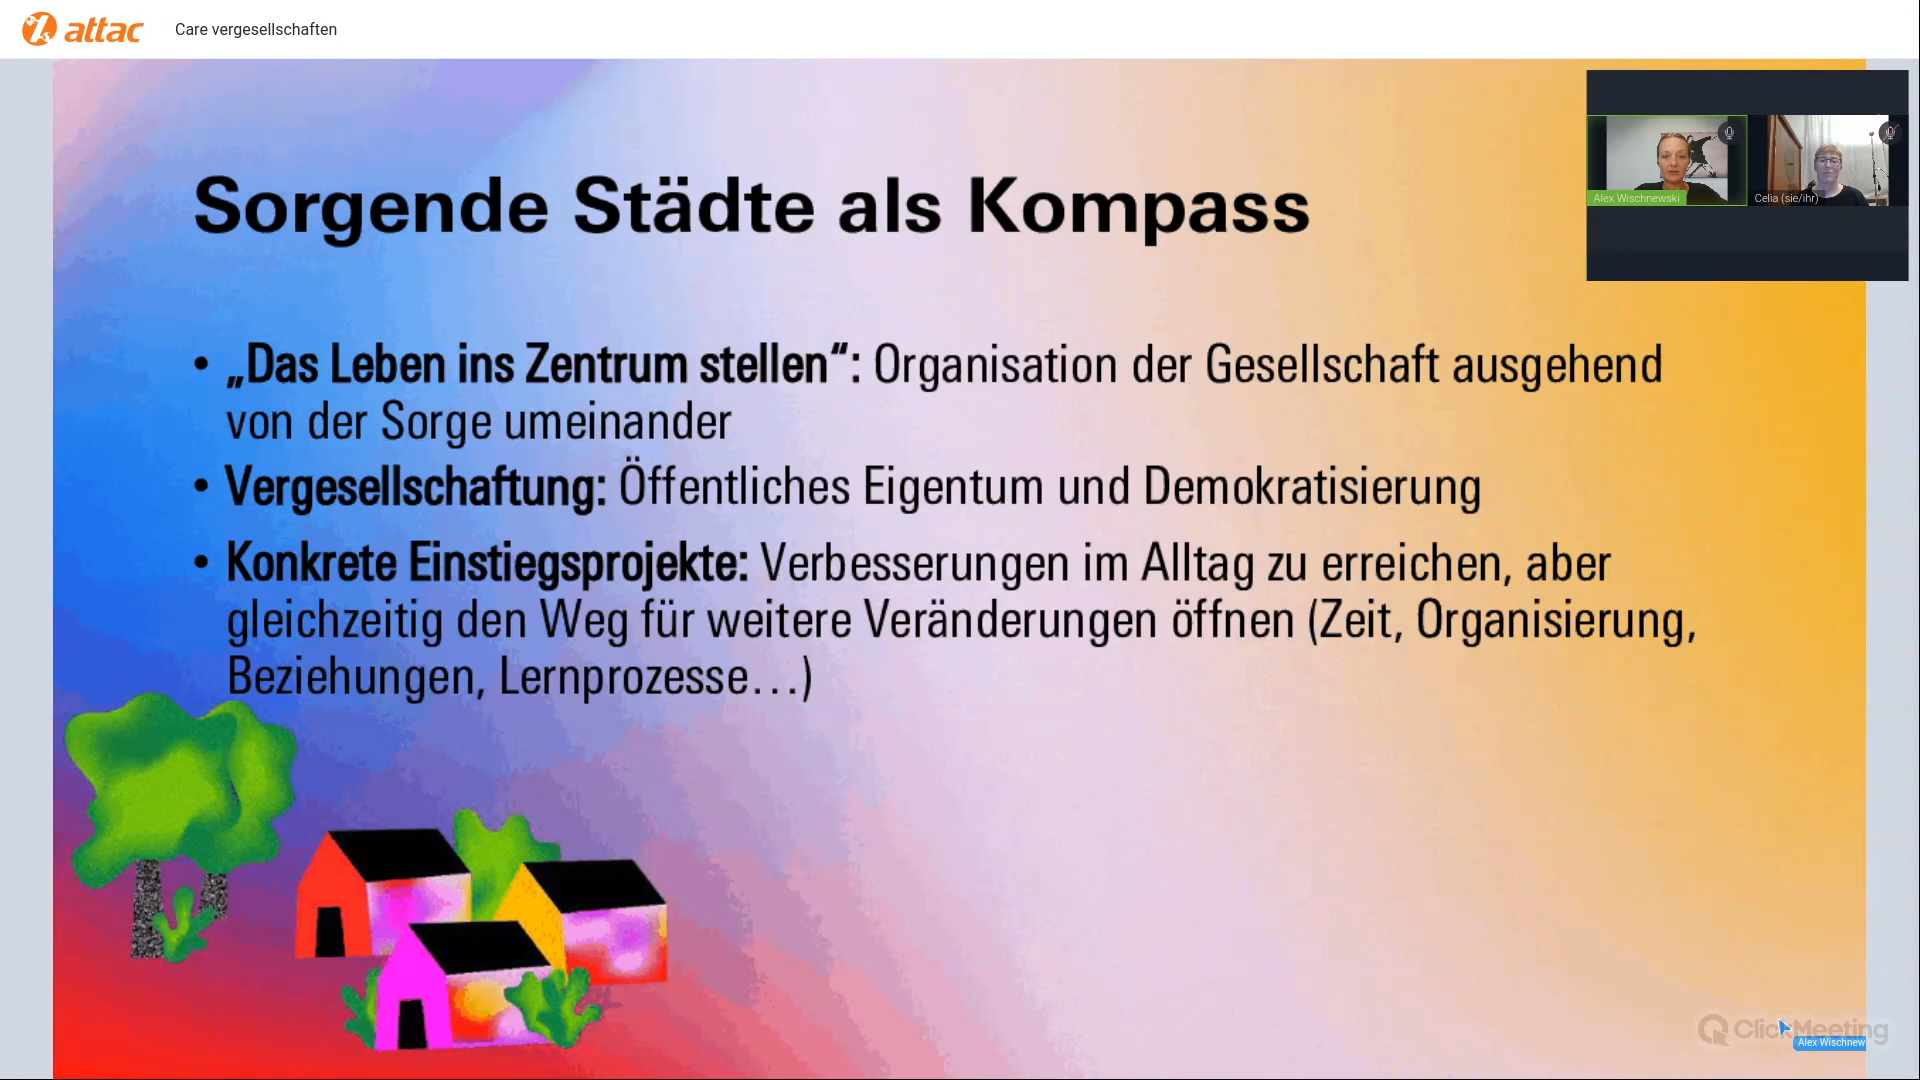 attac
Care vergesellschaften
Alex Wischnewski
Celia (sie/ihr)
Sorgende Städte als Kompass
• „Das Leben ins Zentrum stellen“: Organisation der Gesellschaft ausgehend
von der Sorge umeinander
• Vergesellschaftung: Öffentliches Eigentum und Demokratisierung
• Konkrete Einstiegsprojekte: Verbesserungen im Alltag zu erreichen, aber
gleichzeitig den Weg für weitere Veränderungen öffnen (Zeit, Organisierung,
Beziehungen, Lernprozesse…)
ClickMeeting
Alex Wischnew